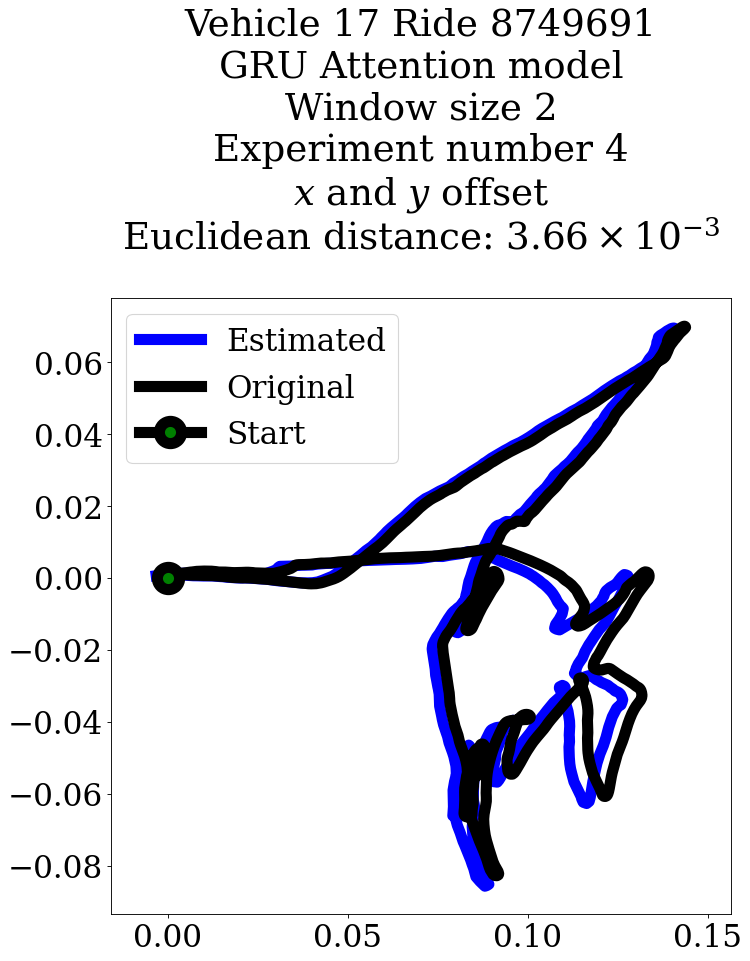 Vehicle 17 Ride 8749691
GRU Attention model
Window size 2
Experiment number 4
x and y offset
Euclidean distance: 3.66 × 10⁻³
Estimated
Original
Start
0.06
0.04
0.02
0.00
−0.02
−0.04
−0.06
−0.08
0.00 0.05 0.10 0.15